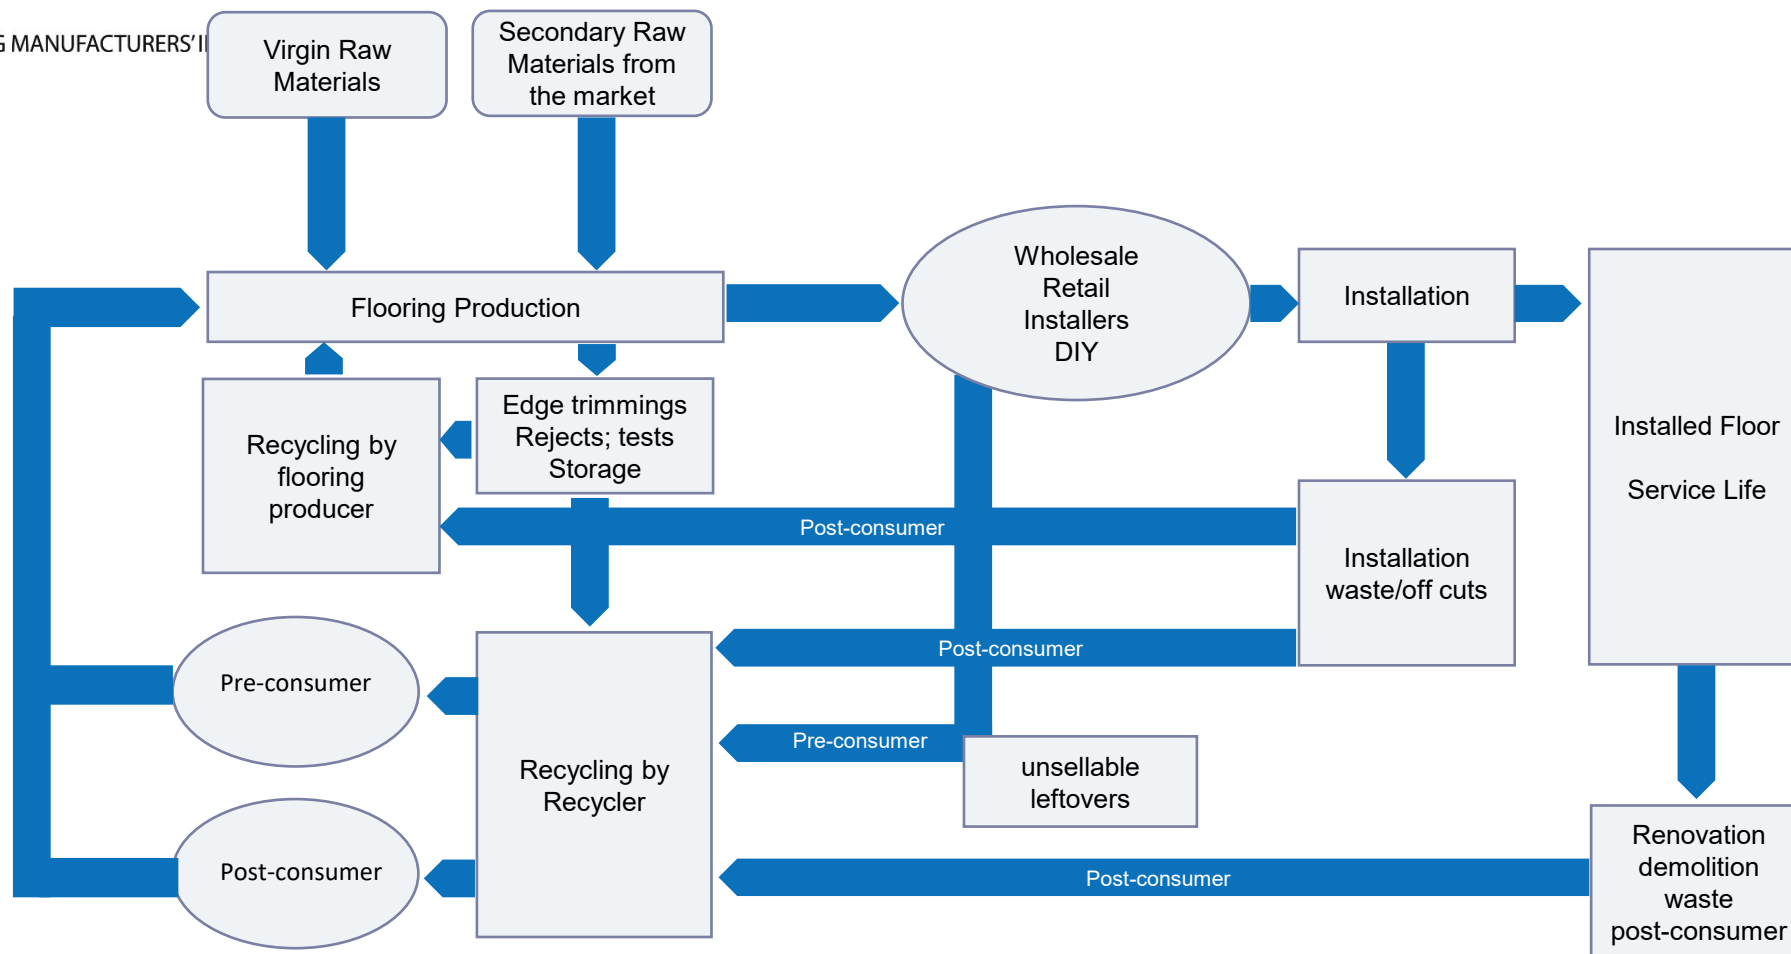 G MANUFACTURERS'
Virgin Raw
Materials
Secondary Raw
Materials from
the market
Flooring Production
Wholesale
Retail
Installers
DIY
Installation
Installed Floor
Service Life
Edge trimmings
Rejects; tests
Storage
Recycling by
flooring
producer
Post-consumer
Installation
waste/off cuts
Post-consumer
Pre-consumer
Pre-consumer
unsellable
leftovers
Recycling by
Recycler
Post-consumer
Post-consumer
Renovation
demolition
waste
post-consumer